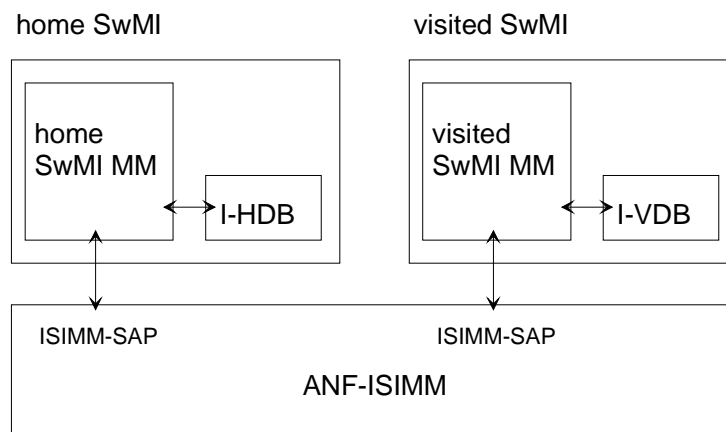 home SwMI
visited SwMI
home
SwMI MM
I-HDB
visited
SwMI MM
I-VDB
ISIMM-SAP
ISIMM-SAP
ANF-ISIMM